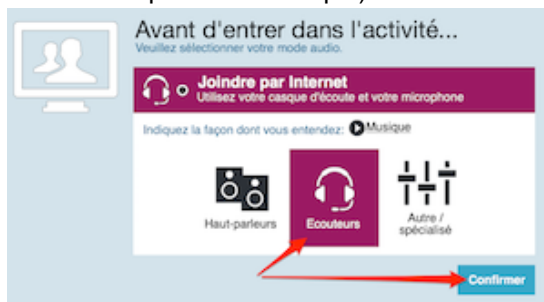 Avant d'entrer dans l'activité...
Veuillez sélectionner votre mode audio.
Joindre par Internet
Utilisez votre casque d'écoute et votre microphone
Indiquez la façon dont vous entendez: Musique
Haut-parleurs
Ecouteurs
Autre /
spécialisé
Confirmer